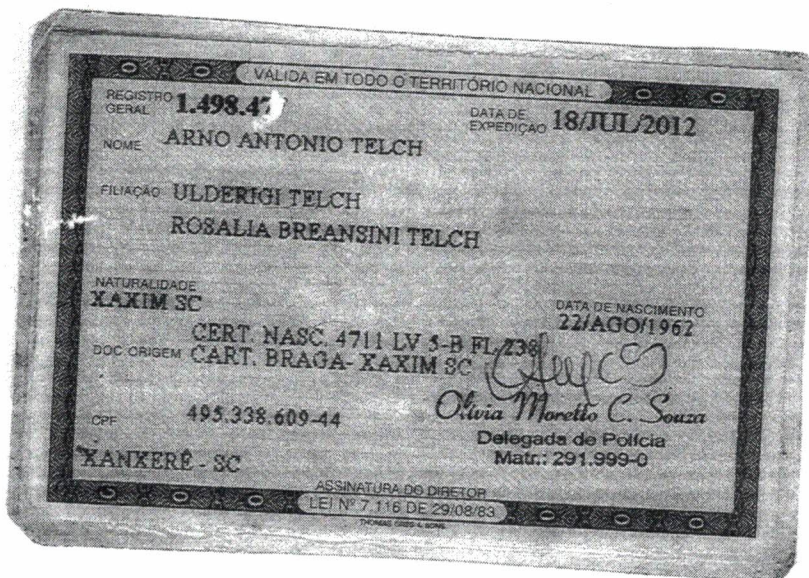 VÁLIDA EM TODO O TERRITÓRIO NACIONAL
REGISTRO GERAL 1.498.47
DATA DE EXPEDIÇÃO 18/JUL/2012
NOME ARNO ANTONIO TELCH
FILIAÇÃO ULDERIGI TELCH
ROSALIA BREANSINI TELCH
NATURALIDADE
XAXIM SC
DATA DE NASCIMENTO
22/AGO/1962
CERT. NASC. 4711 LV 5-B FL 238
DOC ORIGEM CART. BRAGA- XAXIM SC
CPF 495.338.609-44
Olivia Moretto C. Souza
Delegada de Polícia
Matr.: 291.999-0
XANXERÊ - SC
ASSINATURA DO DIRETOR
LEI Nº 7.116 DE 29/08/83